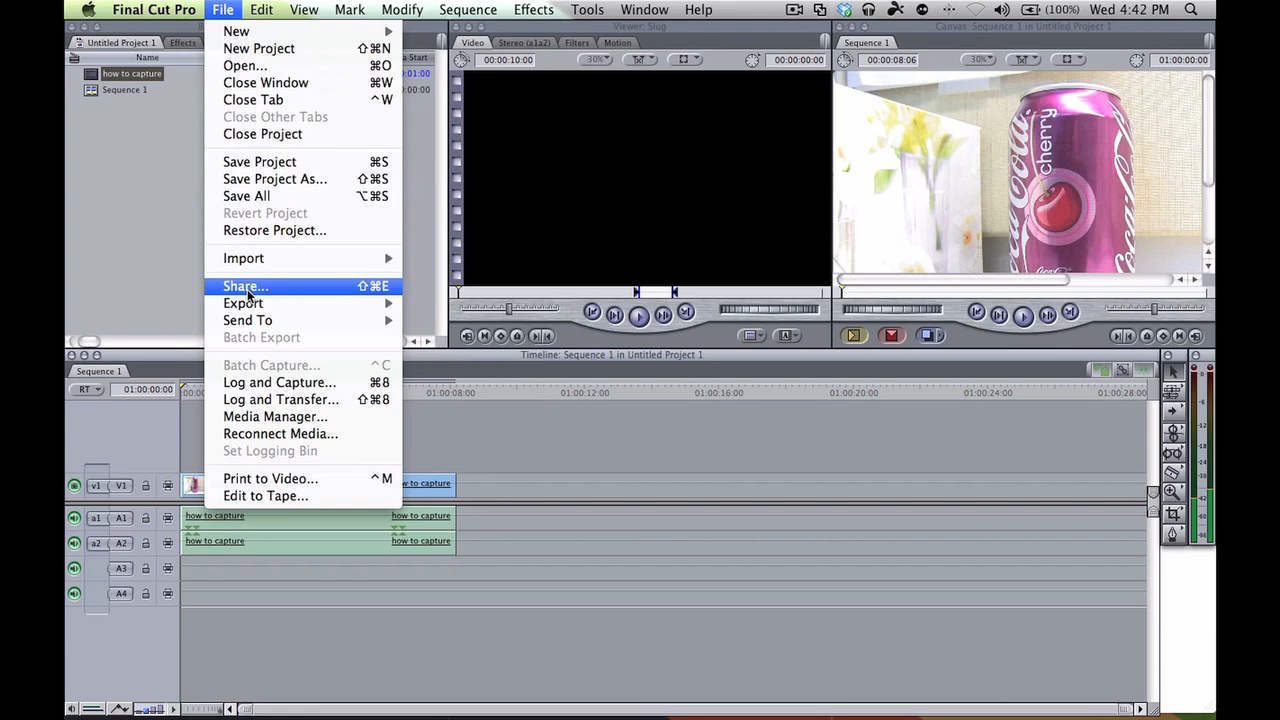 Final Cut Pro File Edit View Mark Modify Sequence Effects Tools Window Help (100%) Wed 4:42 PM
Untitled Project 1 Effects
Name
how to capture
Sequence 1
a Start
01:00
00:00
New
New Project ⇧⌘N
Open... ⌘O
Close Window ⌘W
Close Tab ^W
Close Other Tabs
Close Project
Save Project ⌘S
Save Project As... ⇧⌘S
Save All ⌥⌘S
Revert Project
Restore Project...
Import
Share... ⇧⌘E
Export
Send To
Batch Export
Batch Capture... ^C
Log and Capture... ⌘8
Log and Transfer... ⇧⌘8
Media Manager...
Reconnect Media...
Set Logging Bin
Print to Video... ^M
Edit to Tape...
Viewer: Slug
Video Stereo (a1a2) Filters Motion
00:00:10:00 30% 00:00:00:00
Canvas: Sequence 1 in Untitled Project 1
Sequence 1
00:00:08:06 30% 01:00:00:00
Coca-Cola
cherry
Coca-Cola
Timeline: Sequence 1 in Untitled Project 1
Sequence 1
RT 01:00:00:00 01:00:08:00 01:00:12:00 01:00:16:00 01:00:20:00 01:00:24:00 01:00:28:00
v1 V1 how to capture
a1 A1 how to capture how to capture
a2 A2 how to capture how to capture
A3
A4